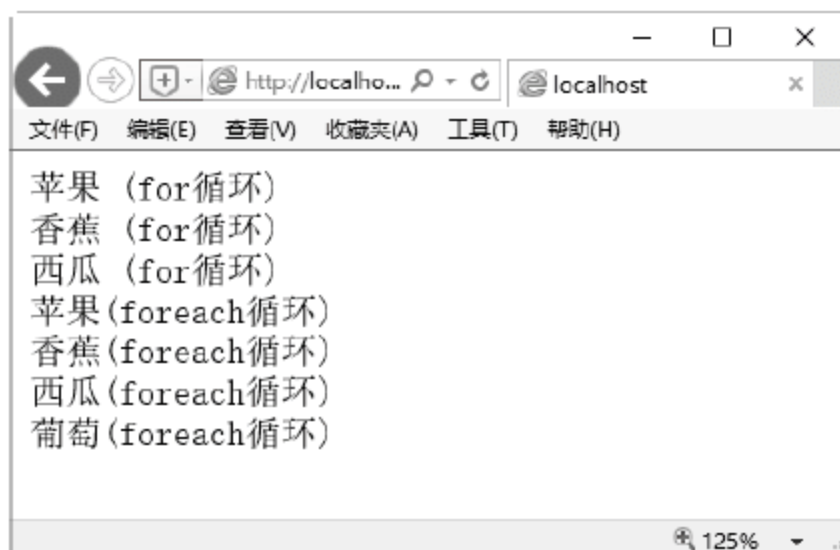 http://localho...
localhost
文件(F) 编辑(E) 查看(V) 收藏夹(A) 工具(T) 帮助(H)
苹果 (for循环)
香蕉 (for循环)
西瓜 (for循环)
苹果(foreach循环)
香蕉(foreach循环)
西瓜(foreach循环)
葡萄(foreach循环)
125%